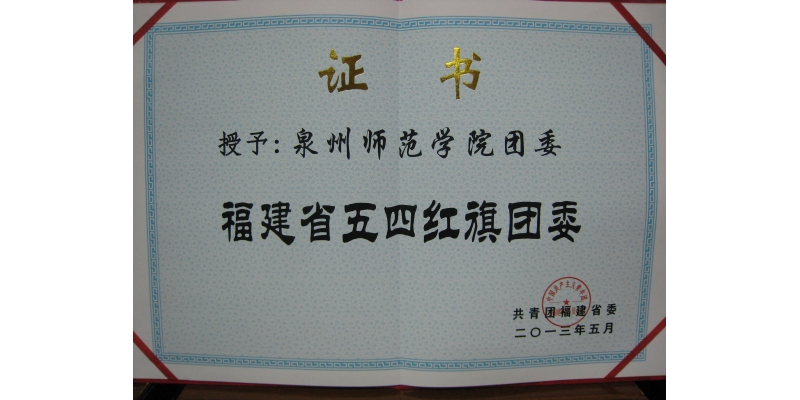 证书
授予：泉州师范学院团委
福建省五四红旗团委
共青团福建省委
二〇一三年五月